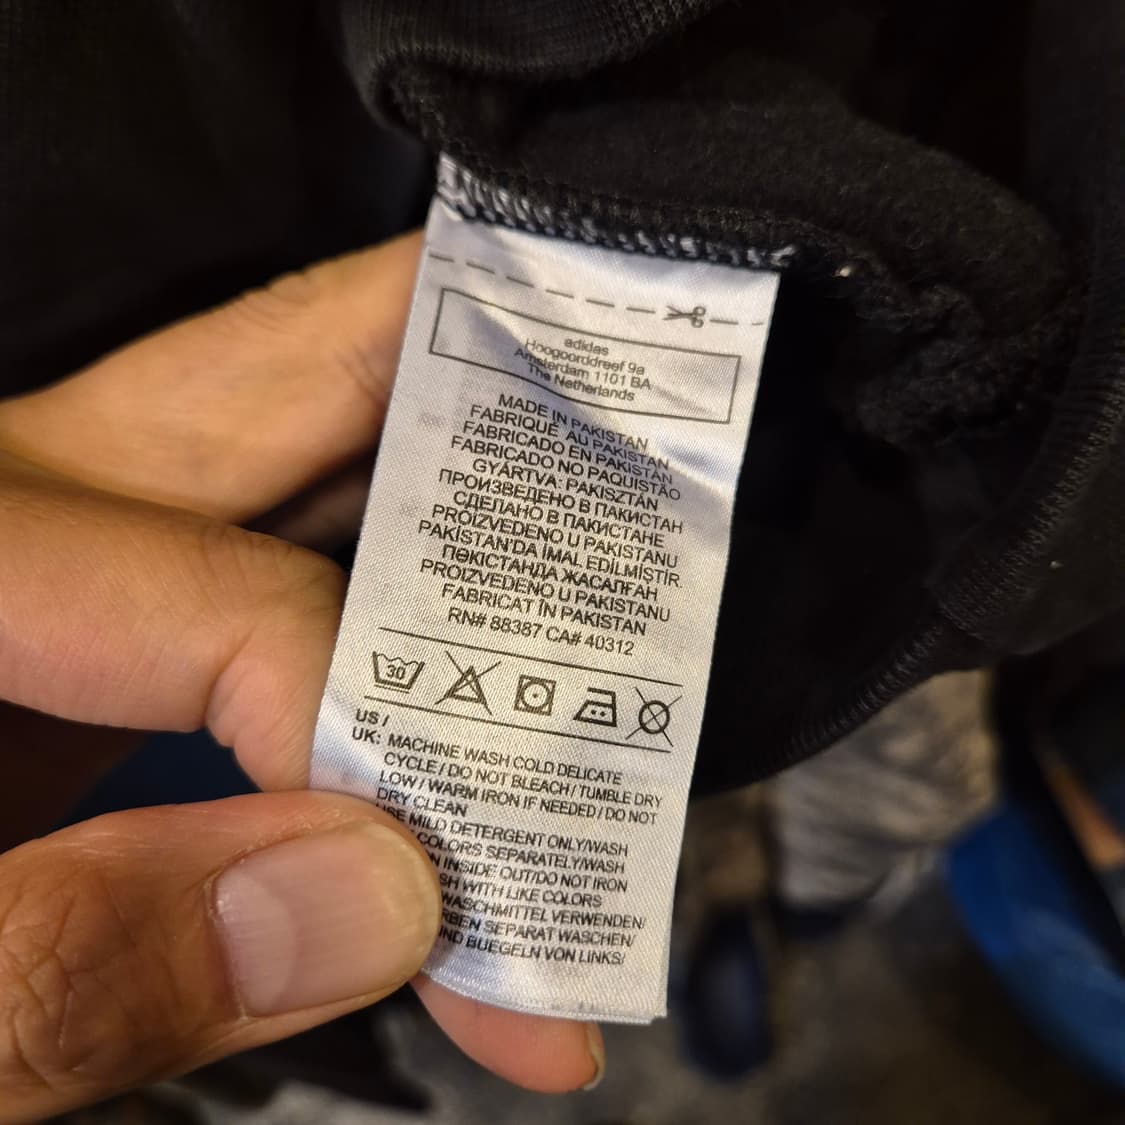 adidas
Hoogoorddreef 9a
Amsterdam 1101 BA
The Netherlands
MADE IN PAKISTAN
FABRIQUÉ AU PAKISTAN
FABRICADO EN PAKISTÁN
FABRICADO NO PAQUISTÃO
GYÁRTVA: PAKISZTÁN
ПРОИЗВЕДЕНО В ПАКИСТАН
СДЕЛАНО В ПАКИСТАНЕ
PROIZVEDENO U PAKISTANU
PAKİSTAN'DA İMAL EDİLMİŞTİR.
ПӘКІСТАНДА ЖАСАЛҒАН
PROIZVEDENO U PAKISTANU
FABRICAT ÎN PAKISTAN
RN# 88387 CA# 40312
30
US /
UK: MACHINE WASH COLD DELICATE
CYCLE / DO NOT BLEACH / TUMBLE DRY
LOW / WARM IRON IF NEEDED / DO NOT
DRY CLEAN
USE MILD DETERGENT ONLY/WASH
COLORS SEPARATELY/WASH
INSIDE OUT/DO NOT IRON
WITH LIKE COLORS
WASCHMITTEL VERWENDEN/
SEPARAT WASCHEN/
BUEGELN VON LINKS/